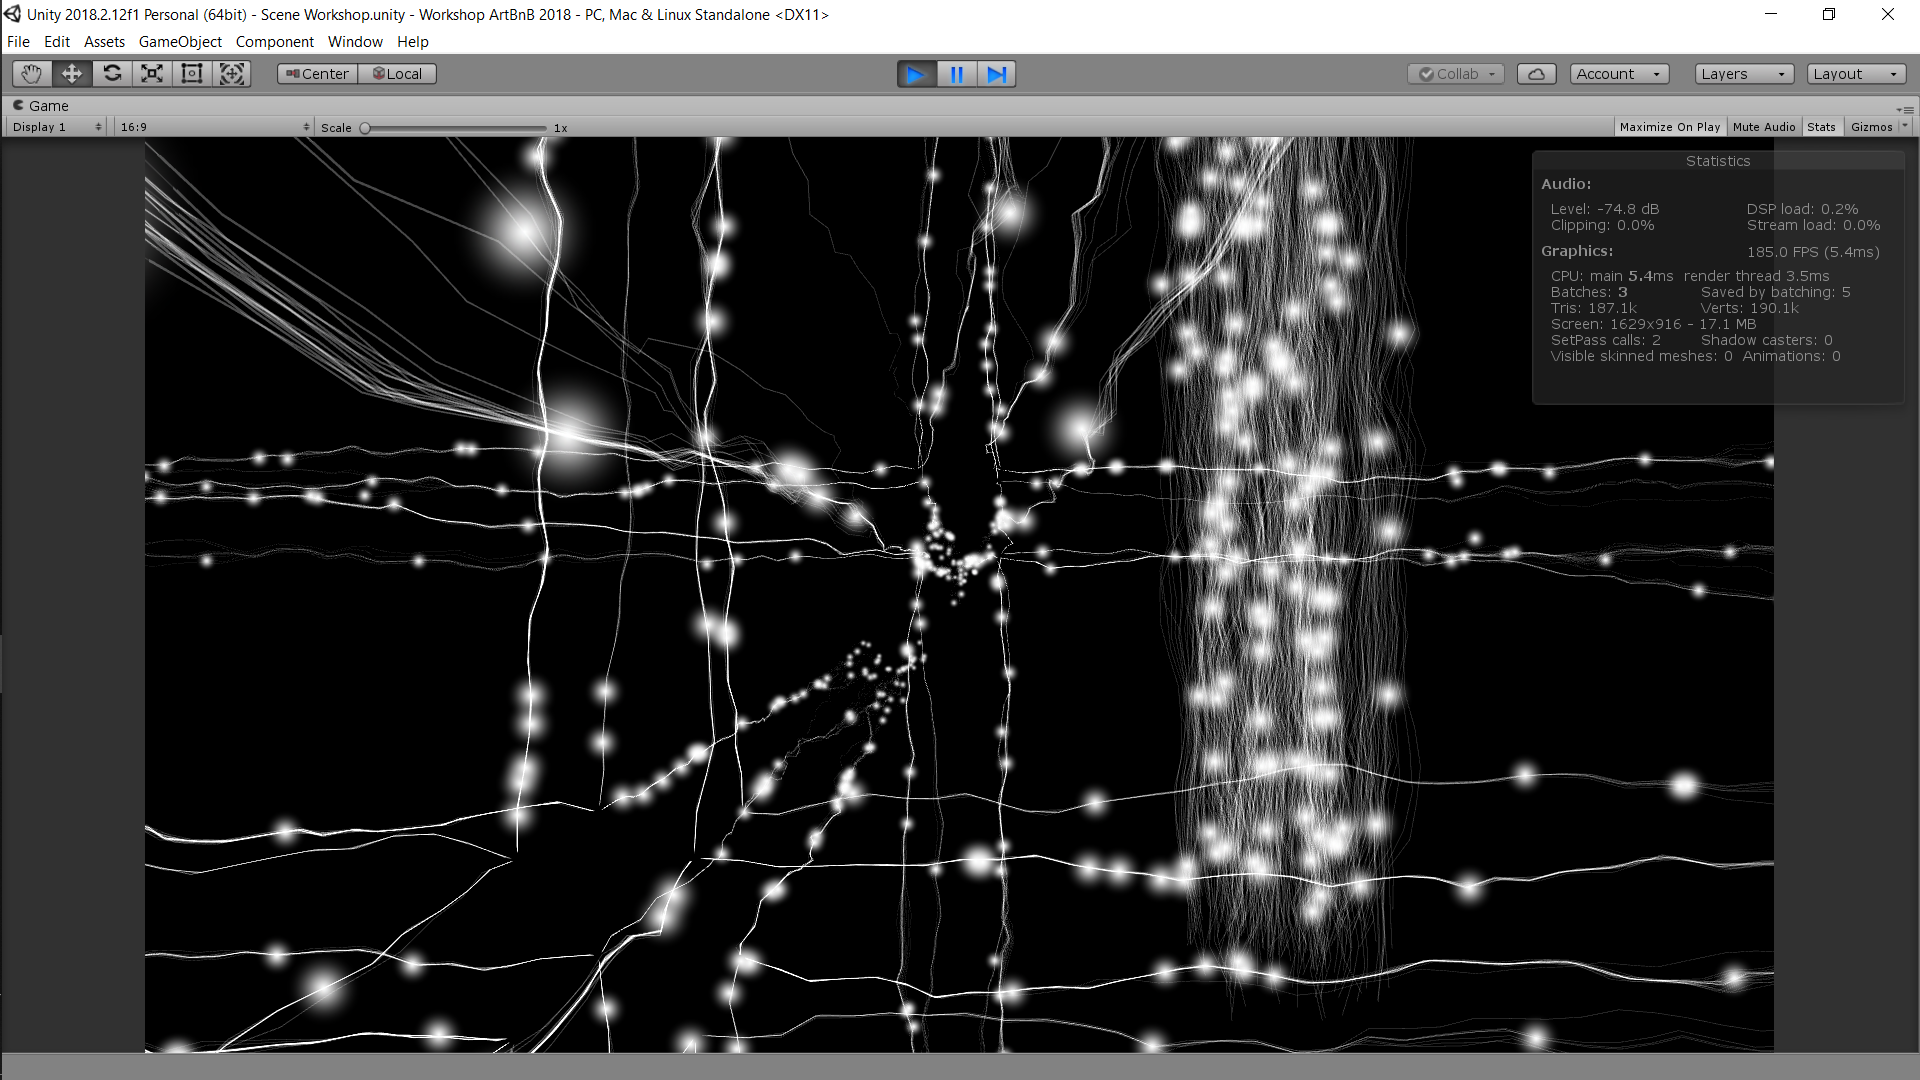 Unity 2018.2.12f1 Personal (64bit) - Scene Workshop.unity - Workshop ArtBnB 2018 - PC, Mac & Linux Standalone <DX11>
File Edit Assets GameObject Component Window Help
Center Local Collab Account Layers Layout
Game
Display 1 16:9 Scale 1x Maximize On Play Mute Audio Stats Gizmos
Statistics
Audio:
Level: -74.8 dB DSP load: 0.2%
Clipping: 0.0% Stream load: 0.0%
Graphics: 185.0 FPS (5.4ms)
CPU: main 5.4ms render thread 3.5ms
Batches: 3 Saved by batching: 5
Tris: 187.1k Verts: 190.1k
Screen: 1629x916 - 17.1 MB
SetPass calls: 2 Shadow casters: 0
Visible skinned meshes: 0 Animations: 0